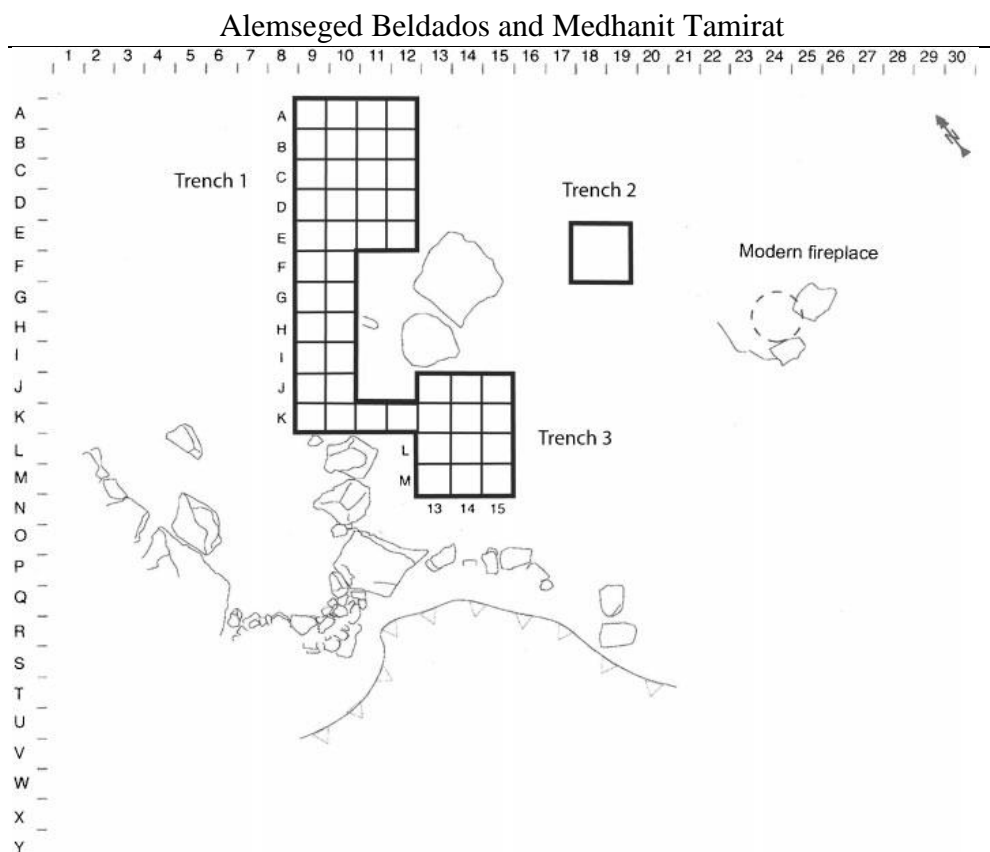 Alemseged Beldados and Medhanit Tamirat
1 2 3 4 5 6 7 8 9 10 11 12 13 14 15 16 17 18 19 20 21 22 23 24 25 26 27 28 29 30
A
B
C
D
E
F
G
H
I
J
K
L
M
N
O
P
Q
R
S
T
U
V
W
X
Y
A
B
C
D
E
F
G
H
I
J
K
L
M
13 14 15
Trench 1
Trench 2
Trench 3
Modern fireplace
N